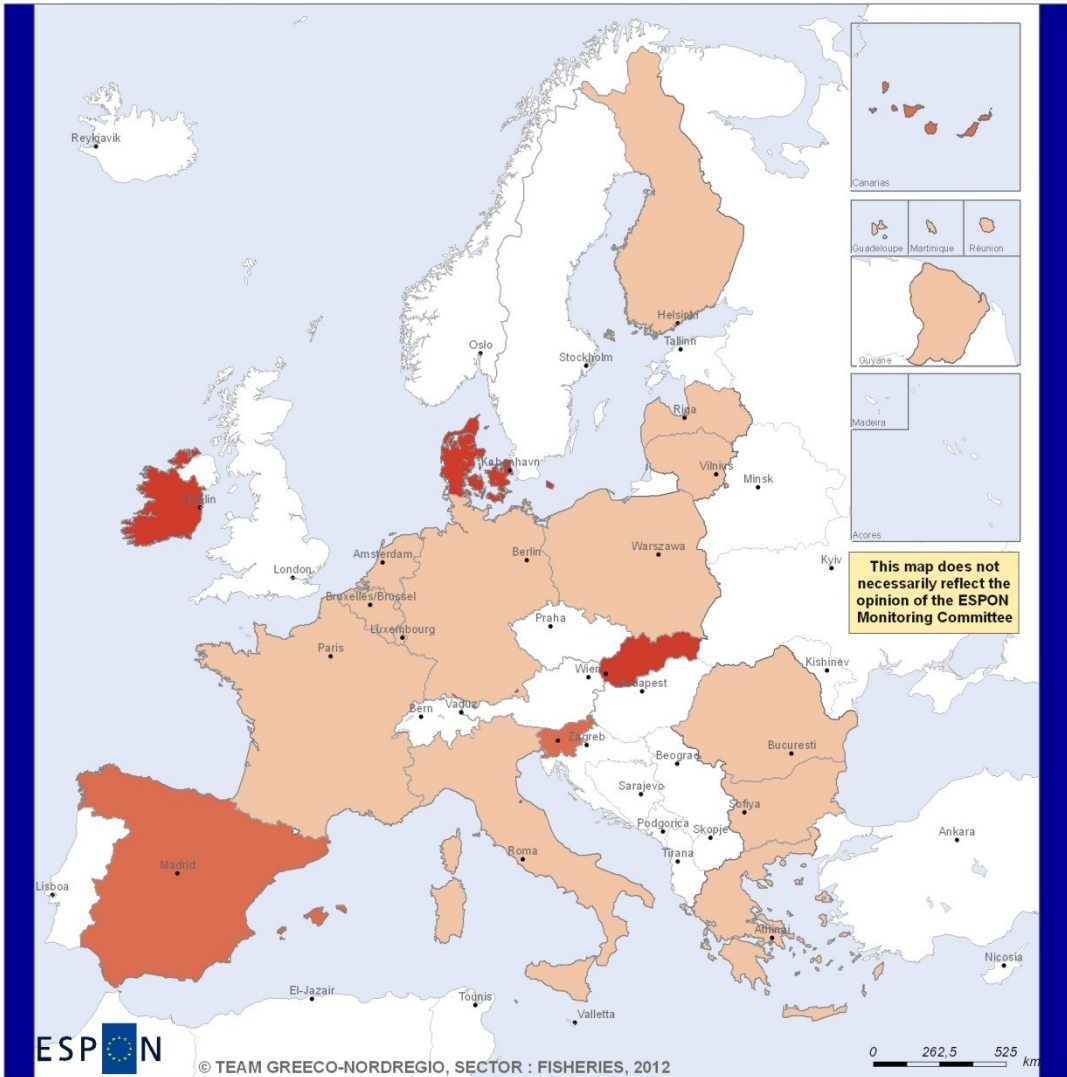 Reykjavik
Canarias
Guadeloupe
Martinique
Réunion
Guyane
Helsinki
Oslo
Tallinn
Stockholm
Madeira
Riga
København
Vilnius
Minsk
Dublin
Acores
Amsterdam
Berlin
Warszawa
Kyiv
London
This map does not
necessarily reflect the
opinion of the ESPON
Monitoring Committee
Bruxelles/Brussel
Praha
Luxembourg
Paris
Kishinev
Wien
Budapest
Bern
Vaduz
Zagreb
Bucuresti
Beograd
Sarajevo
Sofiya
Podgorica
Skopje
Ankara
Roma
Tirana
Madrid
Lisboa
Athinai
Nicosia
El-Jazair
Tounis
Valletta
ESPON
© TEAM GREECO-NORDREGIO, SECTOR : FISHERIES, 2012
0 262,5 525
km